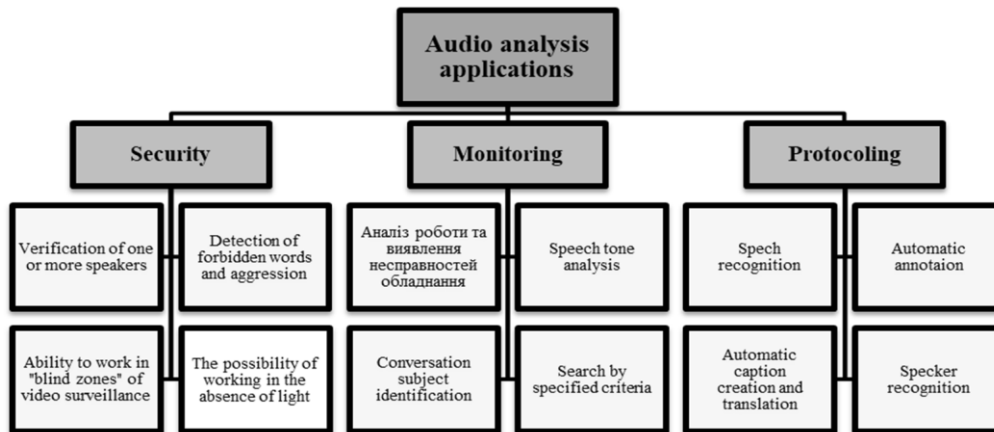 Audio analysis
applications
Security
Monitoring
Protocoling
Verification of one
or more speakers
Detection of
forbidden words
and aggression
Аналіз роботи та
виявлення
несправностей
обладнання
Speech tone
analysis
Spech
recognition
Automatic
annotaion
Ability to work in
"blind zones" of
video surveillance
The possibility of
working in the
absence of light
Conversation
subject
identification
Search by
specified criteria
Automatic
caption
creation and
translation
Specker
recognition